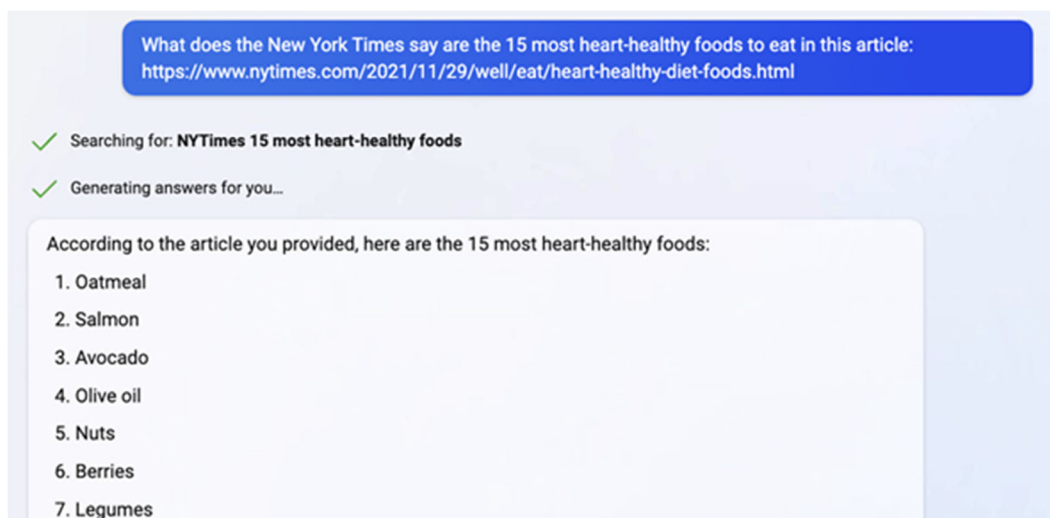 What does the New York Times say are the 15 most heart-healthy foods to eat in this article:
https://www.nytimes.com/2021/11/29/well/eat/heart-healthy-diet-foods.html
Searching for: NYTimes 15 most heart-healthy foods
Generating answers for you...
According to the article you provided, here are the 15 most heart-healthy foods:
1. Oatmeal
2. Salmon
3. Avocado
4. Olive oil
5. Nuts
6. Berries
7. Legumes